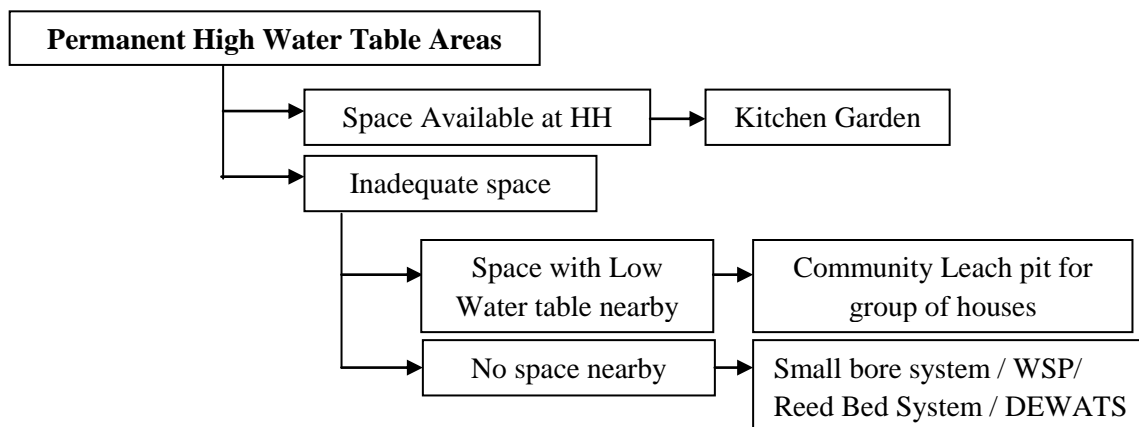 Permanent High Water Table Areas
Space Available at HH
Kitchen Garden
Inadequate space
Space with Low
Water table nearby
Community Leach pit for
group of houses
No space nearby
Small bore system / WSP/
Reed Bed System / DEWATS